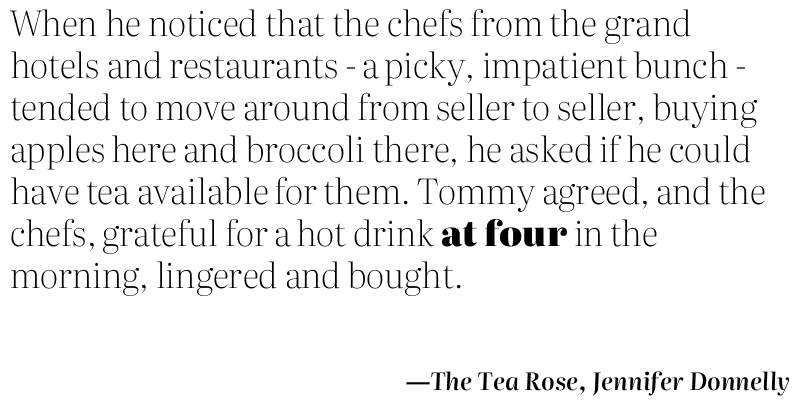 When he noticed that the chefs from the grand
hotels and restaurants - a picky, impatient bunch -
tended to move around from seller to seller, buying
apples here and broccoli there, he asked if he could
have tea available for them. Tommy agreed, and the
chefs, grateful for a hot drink at four in the
morning, lingered and bought.
—The Tea Rose, Jennifer Donnelly